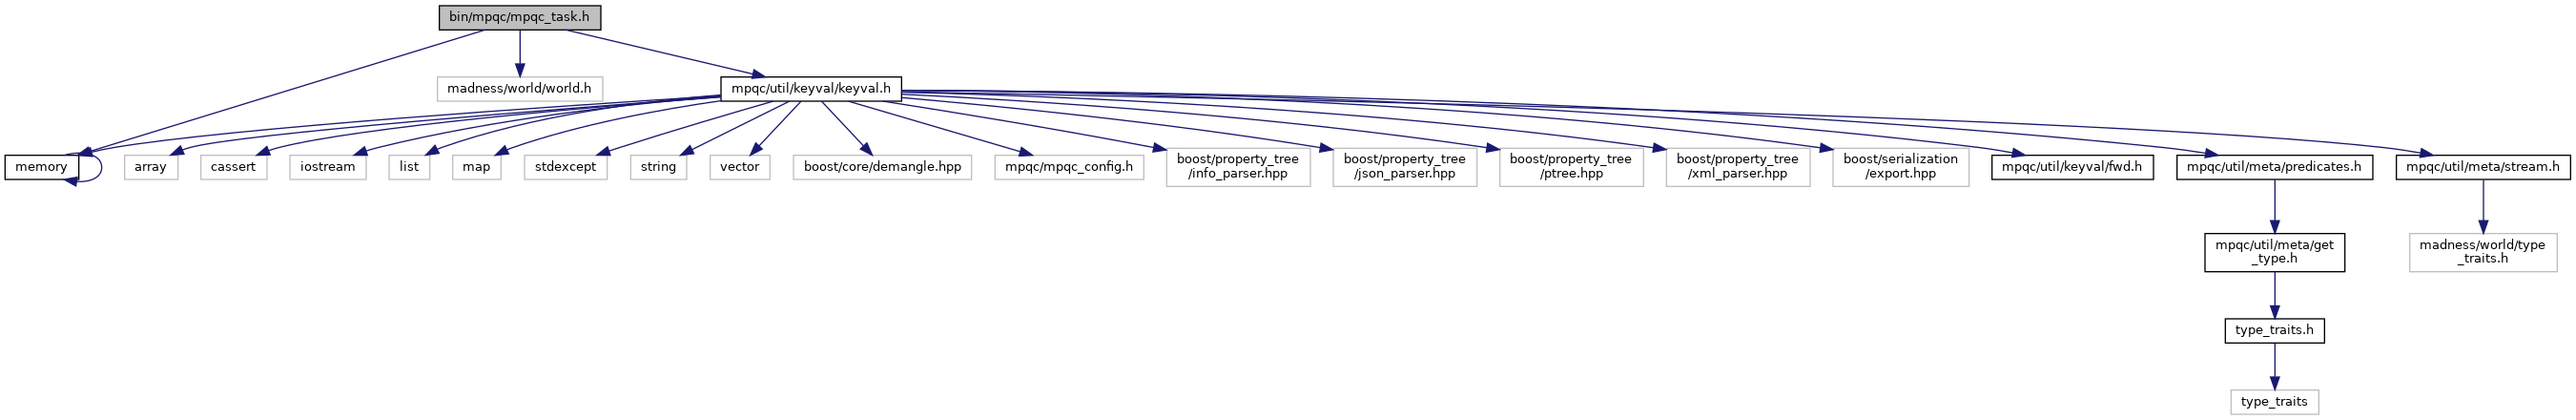 bin/mpqc/mpqc_task.h
madness/world/world.h
mpqc/util/keyval/keyval.h
memory
array
cassert
iostream
list
map
stdexcept
string
vector
boost/core/demangle.hpp
mpqc/mpqc_config.h
boost/property_tree
/info_parser.hpp
boost/property_tree
/json_parser.hpp
boost/property_tree
/ptree.hpp
boost/property_tree
/xml_parser.hpp
boost/serialization
/export.hpp
mpqc/util/keyval/fwd.h
mpqc/util/meta/predicates.h
mpqc/util/meta/stream.h
mpqc/util/meta/get
_type.h
madness/world/type
_traits.h
type_traits.h
type_traits